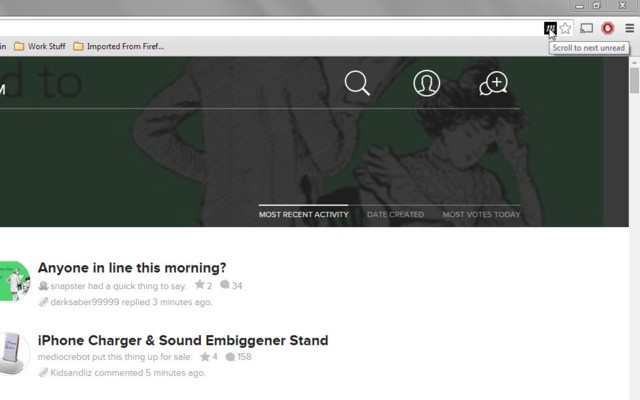 in Work Stuff Imported From Firef...
Scroll to next unread
d to
M
MOST RECENT ACTIVITY DATE CREATED MOST VOTES TODAY
Anyone in line this morning?
snapster had a quick thing to say. 2 34
darksaber99999 replied 3 minutes ago.
iPhone Charger & Sound Embiggener Stand
mediocrebot put this thing up for sale. 4 158
Kidsandliz commented 5 minutes ago.